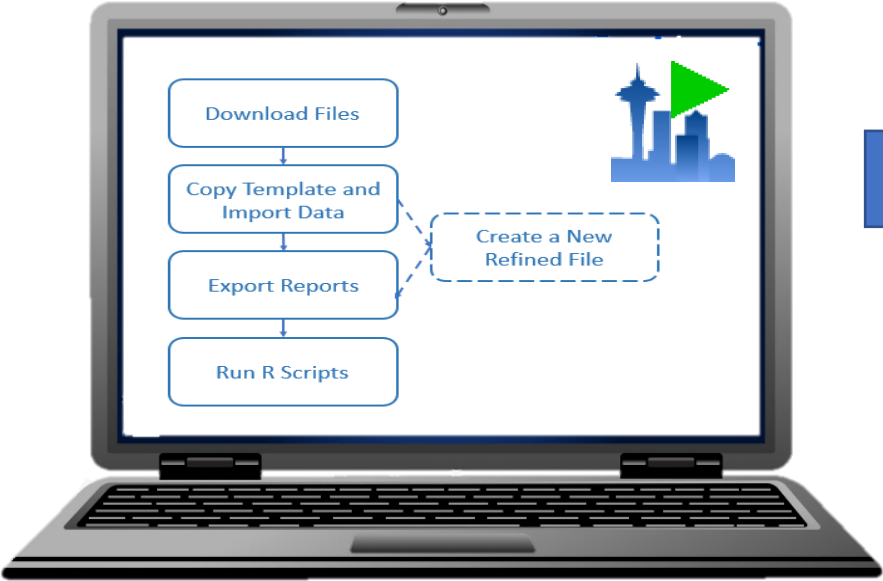 Download Files
Copy Template and
Import Data
Create a New
Refined File
Export Reports
Run R Scripts